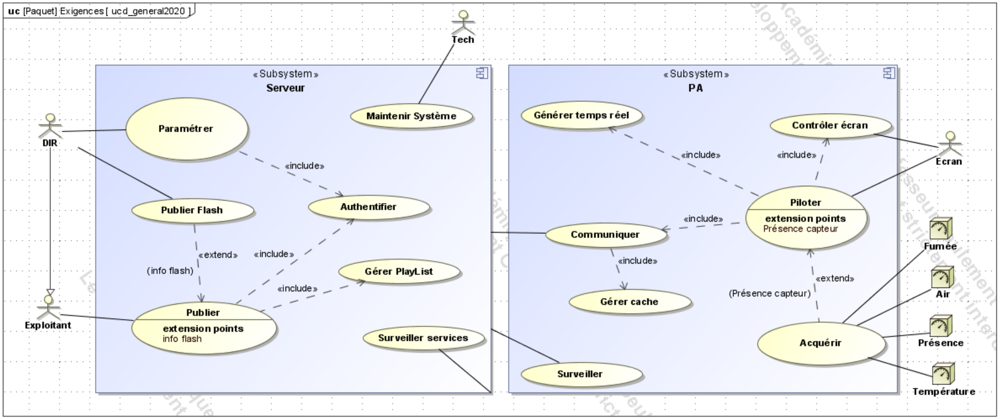 uc [Paquet] Exigences [ ucd_general2020 ]
Tech
«Subsystem»
Serveur
Maintenir Système
Paramétrer
DIR
«include»
Authentifier
Publier Flash
«extend»
(info flash)
«include»
Gérer PlayList
«include»
Publier
extension points
info flash
Exploitant
Surveiller services
«Subsystem»
PA
Générer temps réel
Contrôler écran
Ecran
«include»
«include»
Piloter
extension points
Présence capteur
«include»
Communiquer
«include»
Gérer cache
«extend»
(Présence capteur)
Acquérir
Surveiller
Fumée
Air
Présence
Température
Académi
eloppem